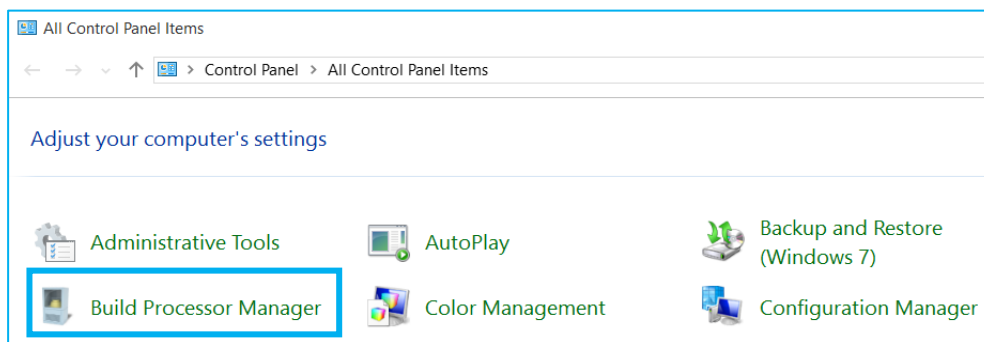 All Control Panel Items
Control Panel > All Control Panel Items
Adjust your computer's settings
Administrative Tools
AutoPlay
Backup and Restore
(Windows 7)
Build Processor Manager
Color Management
Configuration Manager